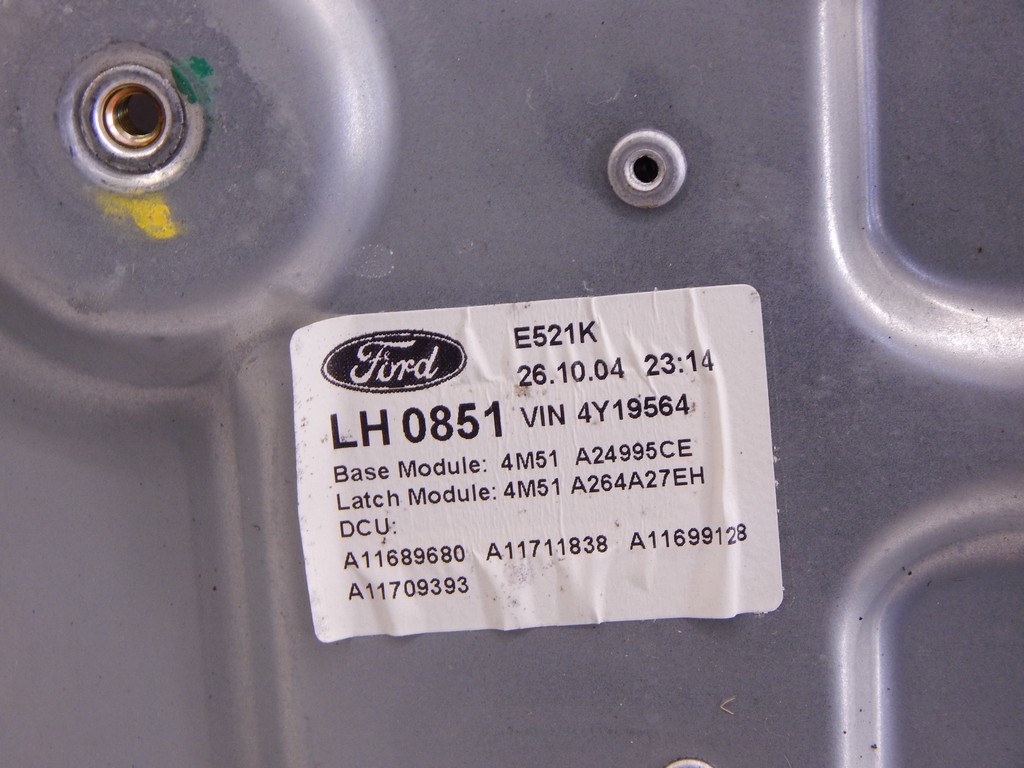 Ford
E521K
26.10.04 23:14
LH 0851 VIN 4Y19564
Base Module: 4M51 A24995CE
Latch Module: 4M51 A264A27EH
DCU:
A11689680 A11711838 A11699128
A11709393